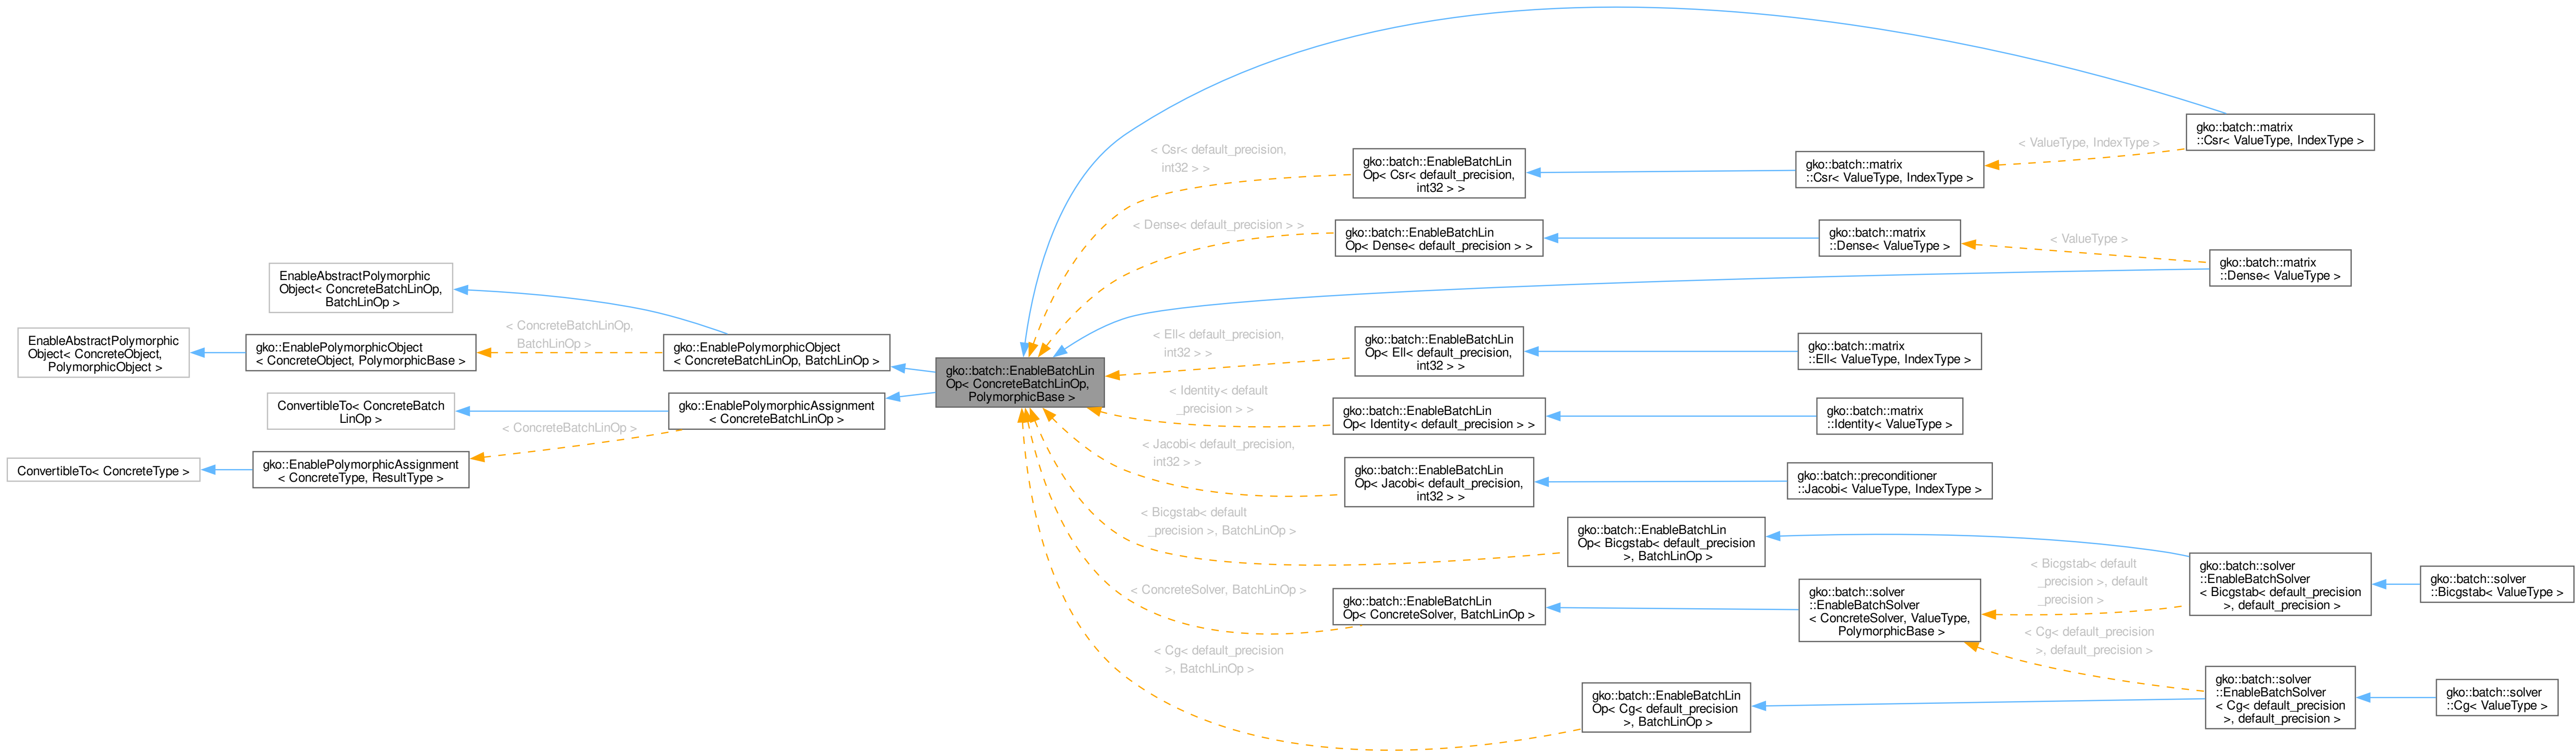 EnableAbstractPolymorphic
Object< ConcreteObject,
PolymorphicObject >
ConvertibleTo< ConcreteType >
EnableAbstractPolymorphic
Object< ConcreteBatchLinOp,
BatchLinOp >
gko::EnablePolymorphicObject
< ConcreteObject, PolymorphicBase >
ConvertibleTo< ConcreteBatch
LinOp >
gko::EnablePolymorphicAssignment
< ConcreteType, ResultType >
< ConcreteBatchLinOp,
BatchLinOp >
< ConcreteBatchLinOp >
gko::EnablePolymorphicObject
< ConcreteBatchLinOp, BatchLinOp >
gko::EnablePolymorphicAssignment
< ConcreteBatchLinOp >
gko::batch::EnableBatchLin
Op< ConcreteBatchLinOp,
PolymorphicBase >
< Csr< default_precision,
int32 > >
< Dense< default_precision > >
< Ell< default_precision,
int32 > >
< Identity< default
_precision > >
< Jacobi< default_precision,
int32 > >
< Bicgstab< default
_precision >, BatchLinOp >
< ConcreteSolver, BatchLinOp >
< Cg< default_precision
>, BatchLinOp >
gko::batch::EnableBatchLin
Op< Csr< default_precision,
int32 > >
gko::batch::EnableBatchLin
Op< Dense< default_precision > >
gko::batch::EnableBatchLin
Op< Ell< default_precision,
int32 > >
gko::batch::EnableBatchLin
Op< Identity< default_precision > >
gko::batch::EnableBatchLin
Op< Jacobi< default_precision,
int32 > >
gko::batch::EnableBatchLin
Op< Bicgstab< default_precision
>, BatchLinOp >
gko::batch::EnableBatchLin
Op< ConcreteSolver, BatchLinOp >
gko::batch::EnableBatchLin
Op< Cg< default_precision
>, BatchLinOp >
gko::batch::matrix
::Csr< ValueType, IndexType >
gko::batch::matrix
::Dense< ValueType >
gko::batch::matrix
::Ell< ValueType, IndexType >
gko::batch::matrix
::Identity< ValueType >
gko::batch::preconditioner
::Jacobi< ValueType, IndexType >
gko::batch::solver
::EnableBatchSolver
< ConcreteSolver, ValueType,
PolymorphicBase >
< ValueType, IndexType >
< ValueType >
< Bicgstab< default
_precision >, default
_precision >
< Cg< default_precision
>, default_precision >
gko::batch::matrix
::Csr< ValueType, IndexType >
gko::batch::matrix
::Dense< ValueType >
gko::batch::solver
::EnableBatchSolver
< Bicgstab< default_precision
>, default_precision >
gko::batch::solver
::EnableBatchSolver
< Cg< default_precision
>, default_precision >
gko::batch::solver
::Bicgstab< ValueType >
gko::batch::solver
::Cg< ValueType >